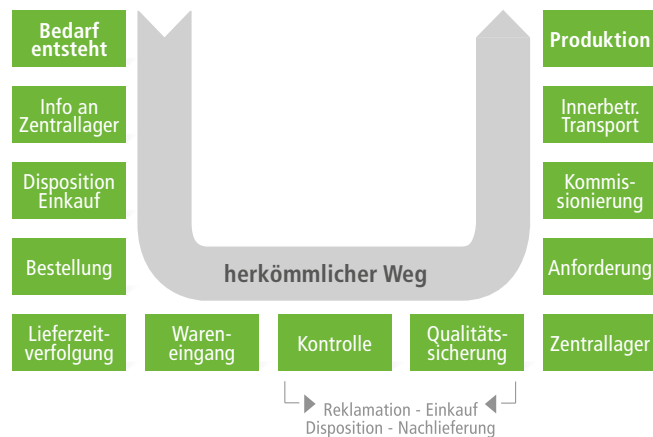 Bedarf
entsteht
Info an
Zentrallager
Disposition
Einkauf
Bestellung
Lieferzeit-
verfolgung
Waren-
eingang
Kontrolle
Qualitäts-
sicherung
Zentrallager
Anforderung
Kommis-
sionierung
Innerbetr.
Transport
Produktion
herkömmlicher Weg
Reklamation - Einkauf
Disposition - Nachlieferung